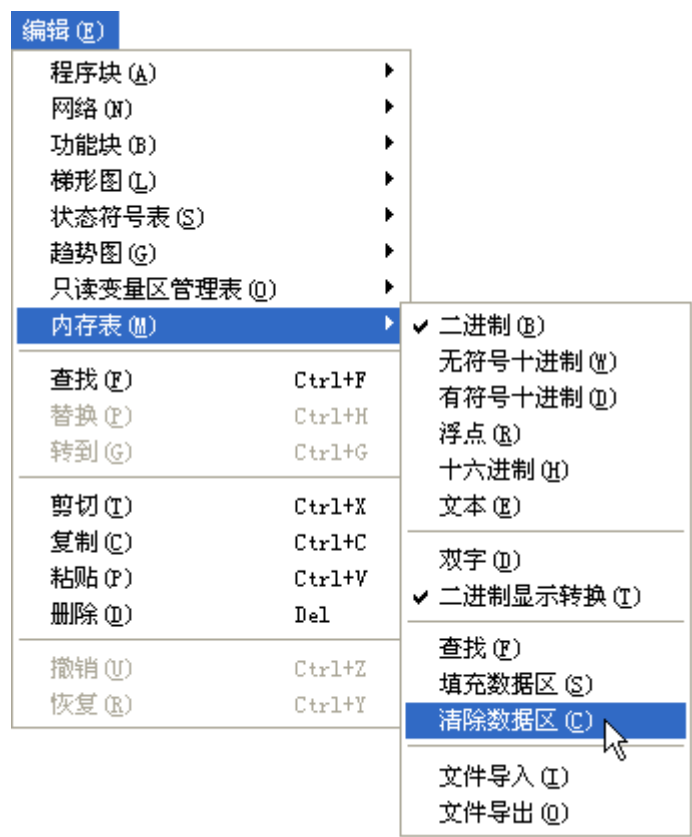 编辑(E)
程序块(A)
网络(N)
功能块(B)
梯形图(L)
状态符号表(S)
趋势图(G)
只读变量区管理表(O)
内存表(M)
查找(F) Ctrl+F
替换(P) Ctrl+H
转到(G) Ctrl+G
剪切(T) Ctrl+X
复制(C) Ctrl+C
粘贴(P) Ctrl+V
删除(D) Del
撤销(U) Ctrl+Z
恢复(R) Ctrl+Y
二进制(B)
无符号十进制(W)
有符号十进制(D)
浮点(R)
十六进制(H)
文本(E)
双字(D)
二进制显示转换(T)
查找(F)
填充数据区(S)
清除数据区(C)
文件导入(I)
文件导出(O)